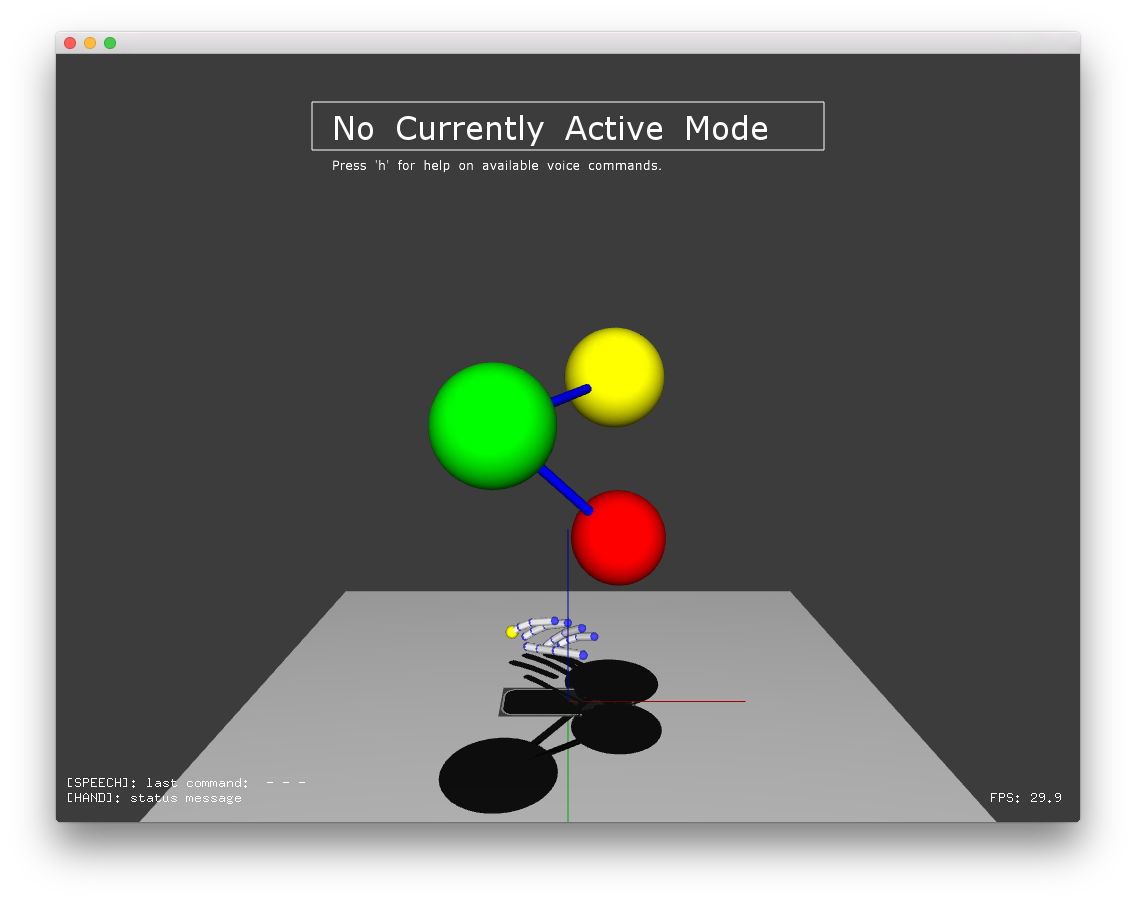 No Currently Active Mode
Press 'h' for help on available voice commands.
[SPEECH]: last command: - - -
[HAND]: status message
FPS: 29.9